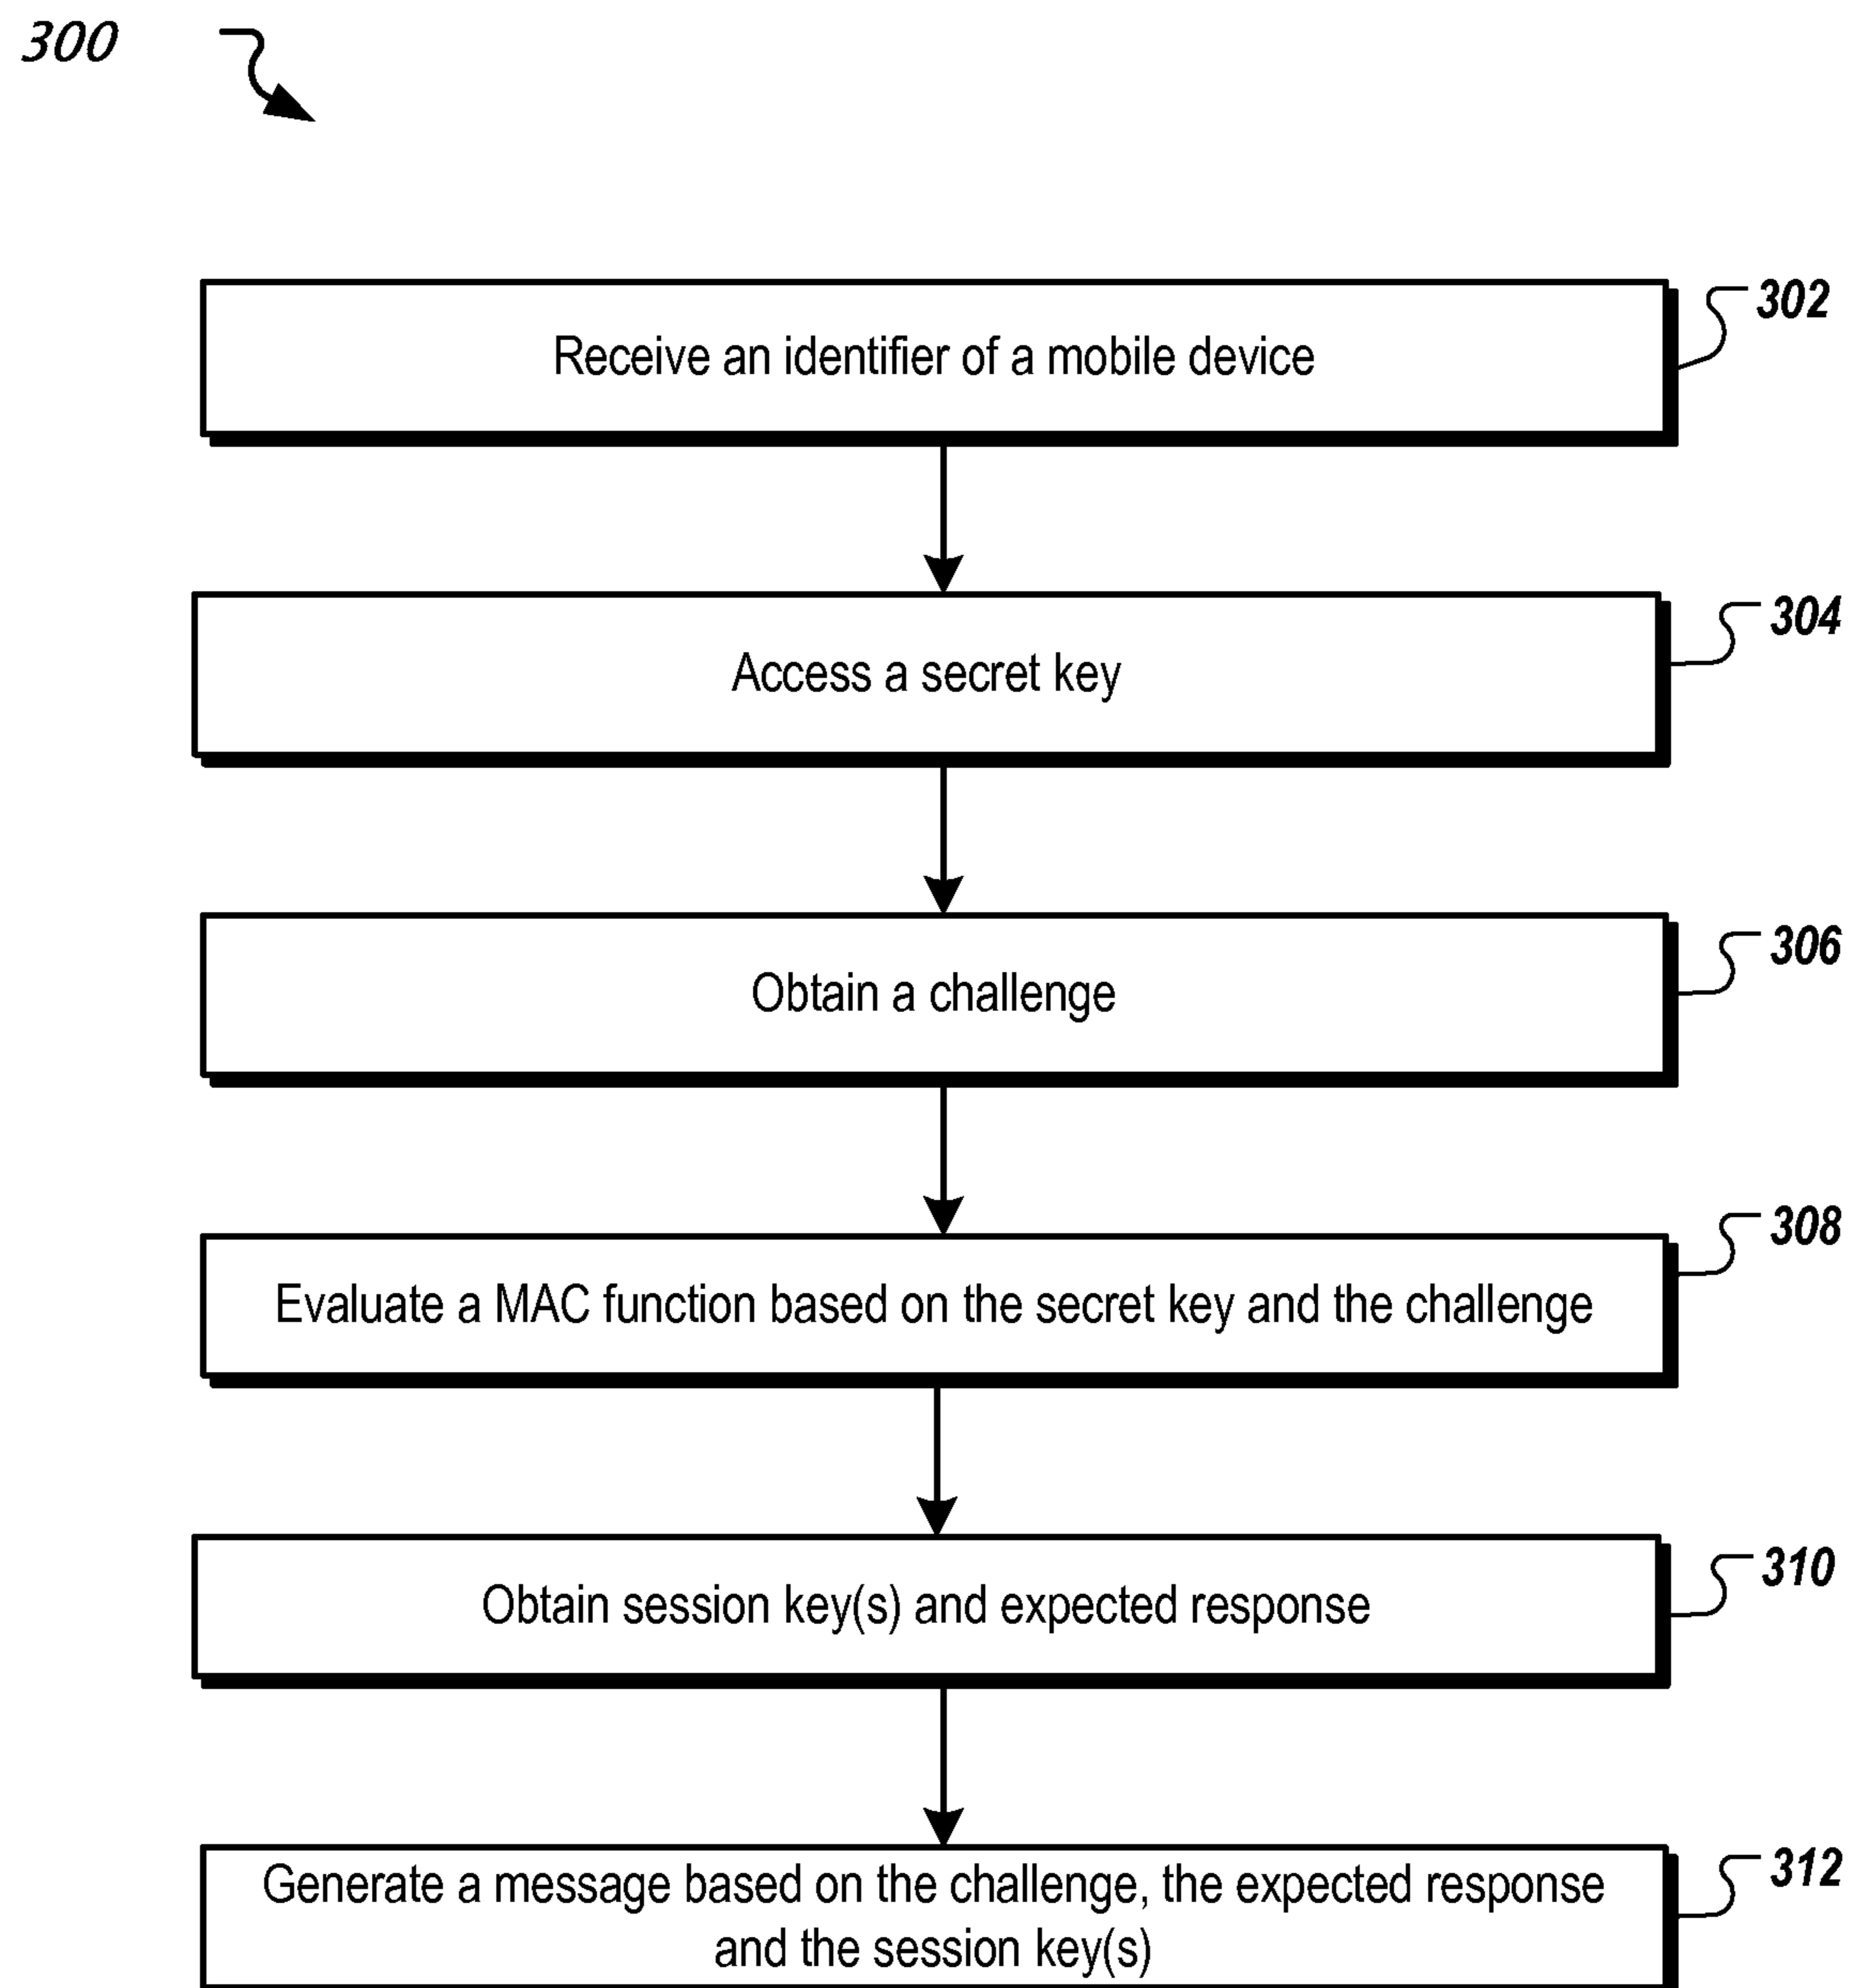 300
Receive an identifier of a mobile device
302
Access a secret key
304
Obtain a challenge
306
Evaluate a MAC function based on the secret key and the challenge
308
Obtain session key(s) and expected response
310
Generate a message based on the challenge, the expected response
and the session key(s)
312